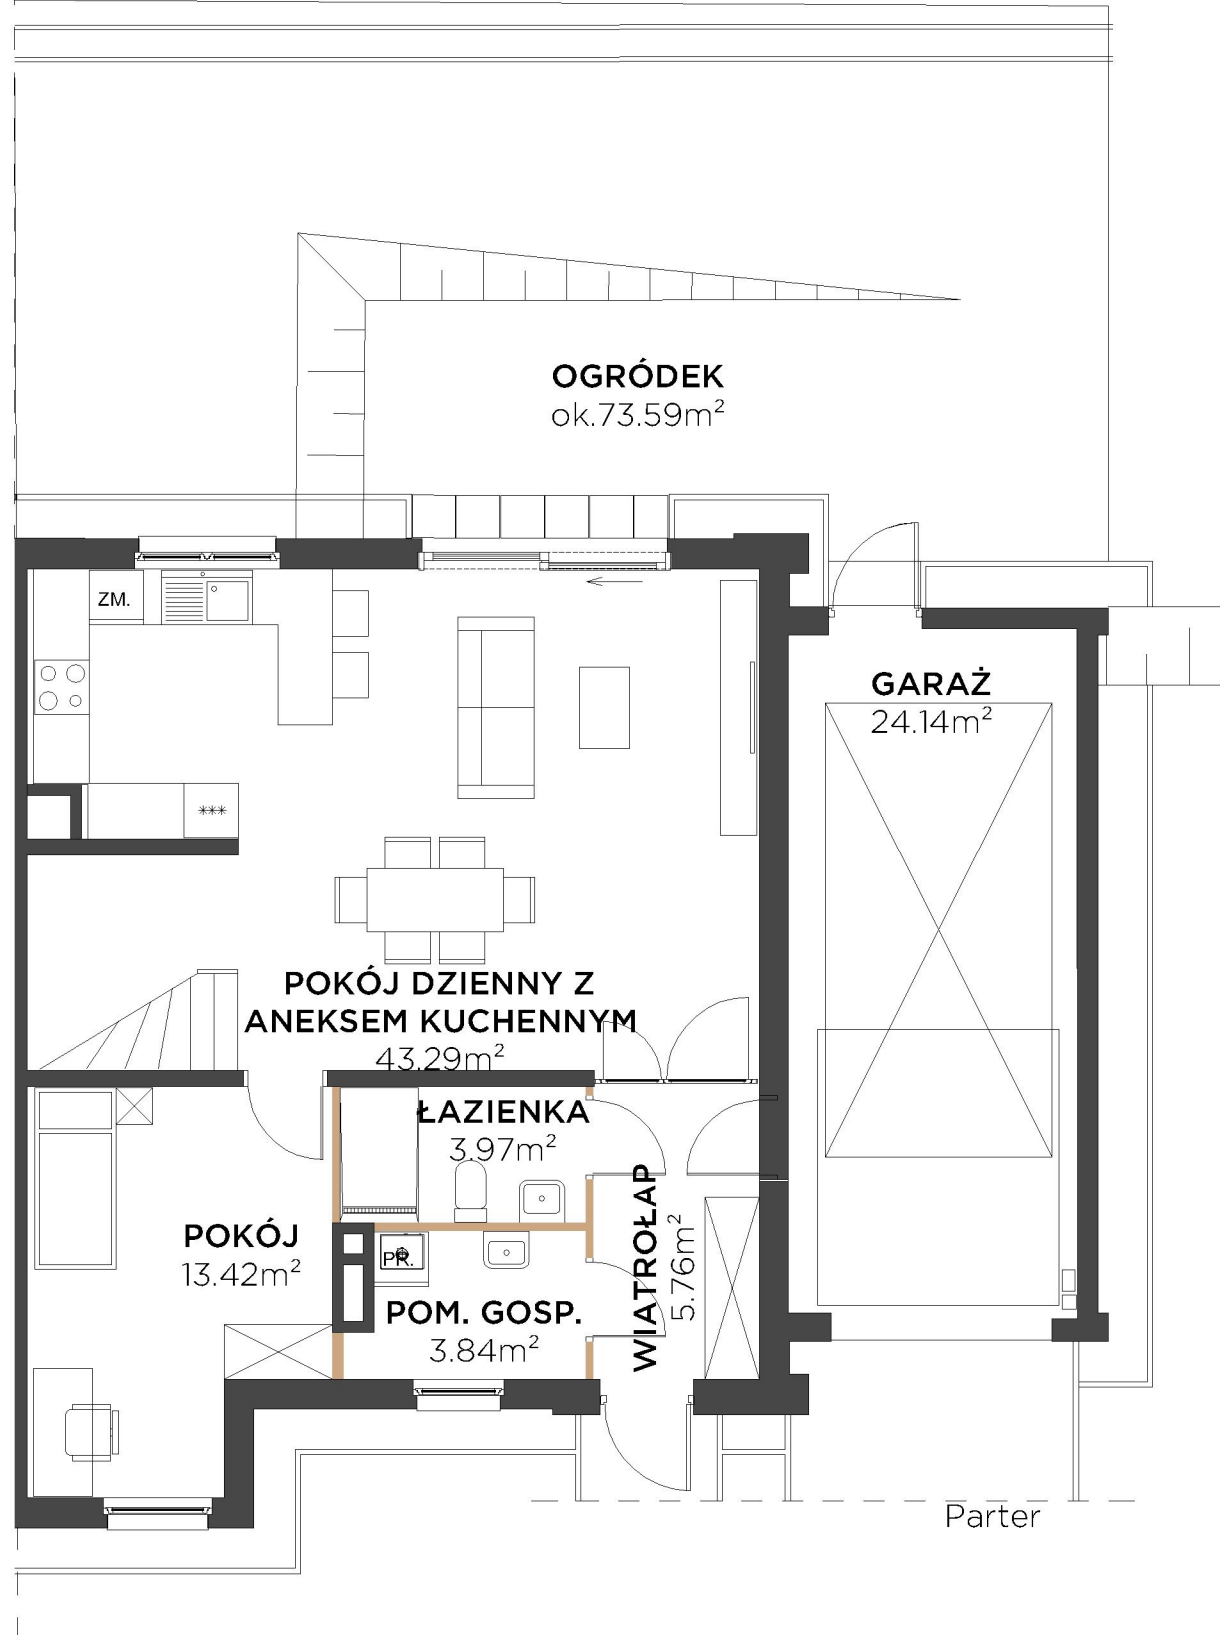 OGRÓDEK
ok.73.59m²
ZM.
GARAŻ
24.14m²
***
POKÓJ DZIENNY Z
ANEKSEM KUCHENNYM
43.29m²
ŁAZIENKA
3.97m²
POKÓJ
13.42m²
WIATROŁAP
5.76m²
PR.
POM. GOSP.
3.84m²
Parter